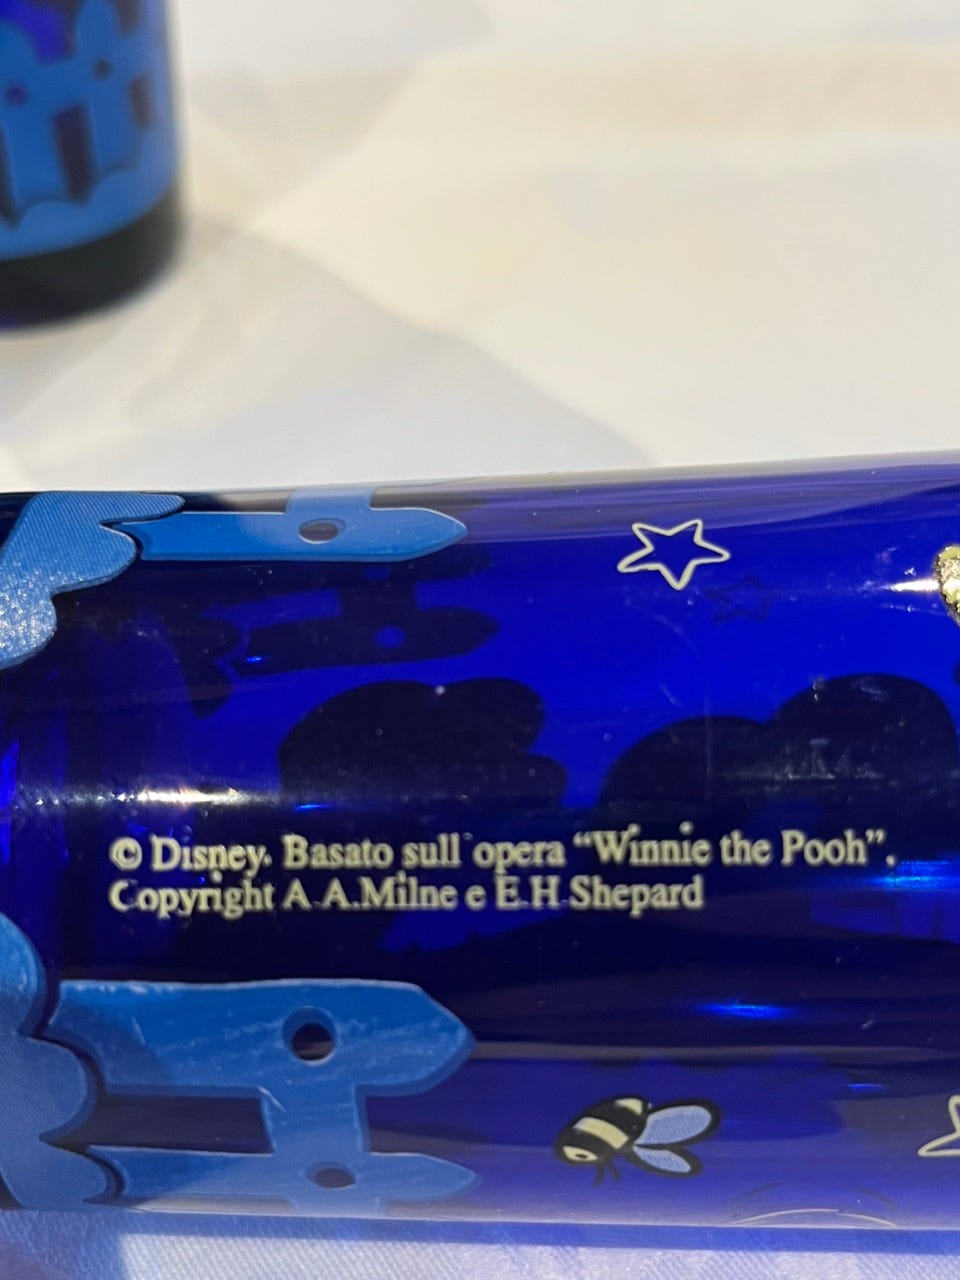 © Disney. Basato sull'opera “Winnie the Pooh”.
Copyright A.A.Milne e E.H.Shepard